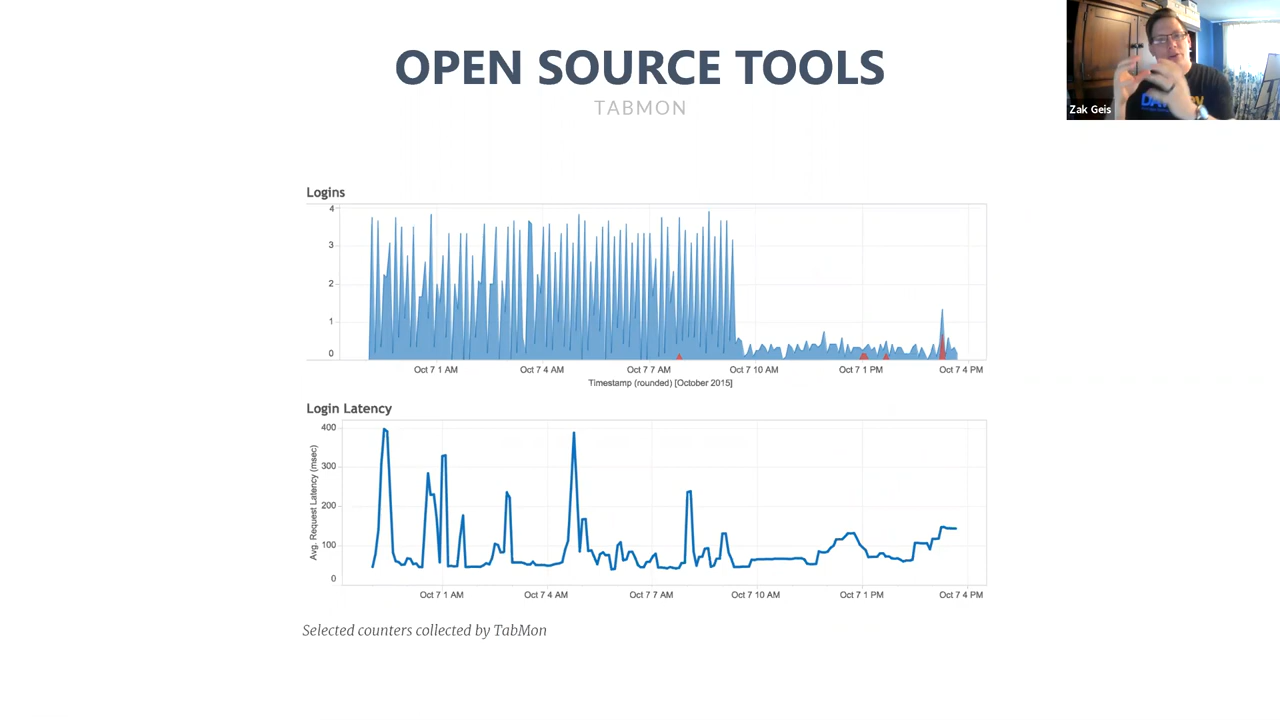 OPEN SOURCE TOOLS
TABMON
Zak Geis
Logins
4
3
2
1
0
Oct 7 1 AM Oct 7 4 AM Oct 7 7 AM Oct 7 10 AM Oct 7 1 PM Oct 7 4 PM
Timestamp (rounded) [October 2015]
Login Latency
Avg. Request Latency (msec)
400
300
200
100
0
Oct 7 1 AM Oct 7 4 AM Oct 7 7 AM Oct 7 10 AM Oct 7 1 PM Oct 7 4 PM
Selected counters collected by TabMon